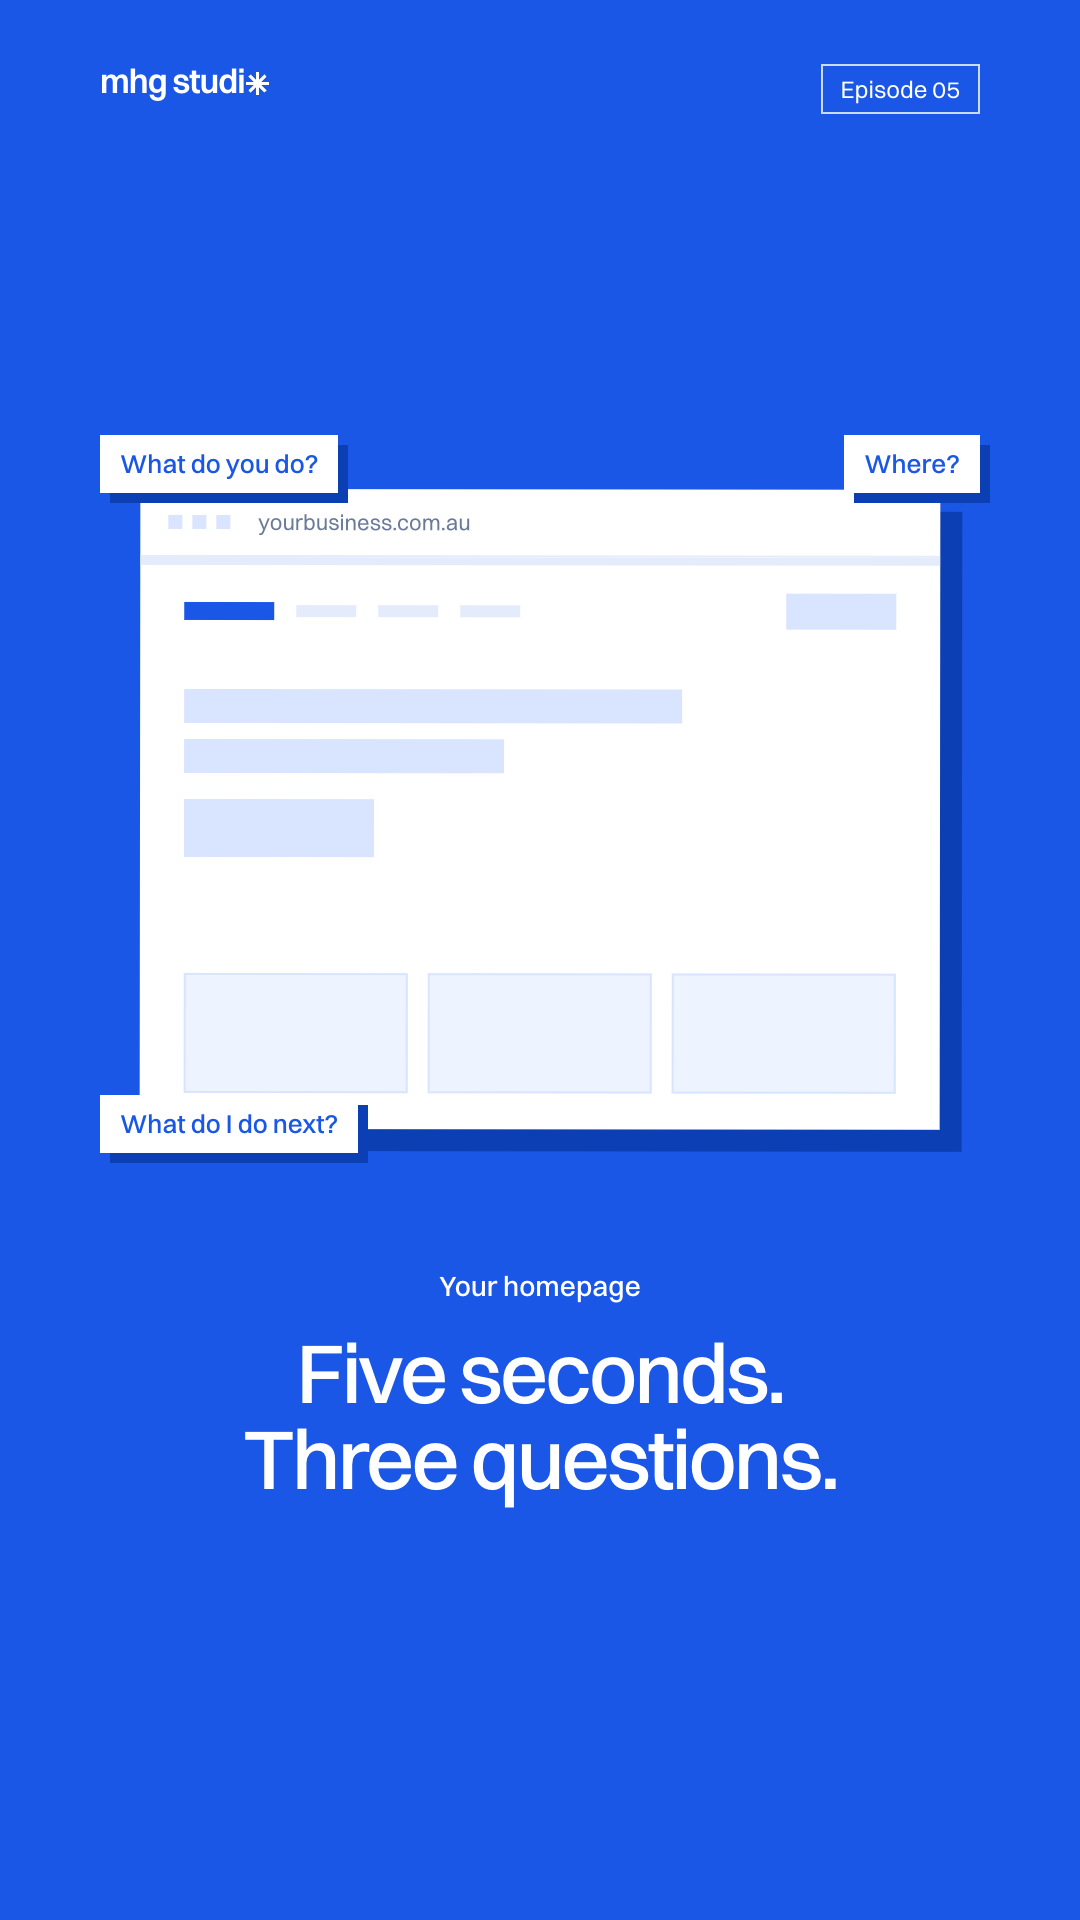 mhg studi*
Episode 05
What do you do?
Where?
yourbusiness.com.au
What do I do next?
Your homepage
Five seconds.
Three questions.